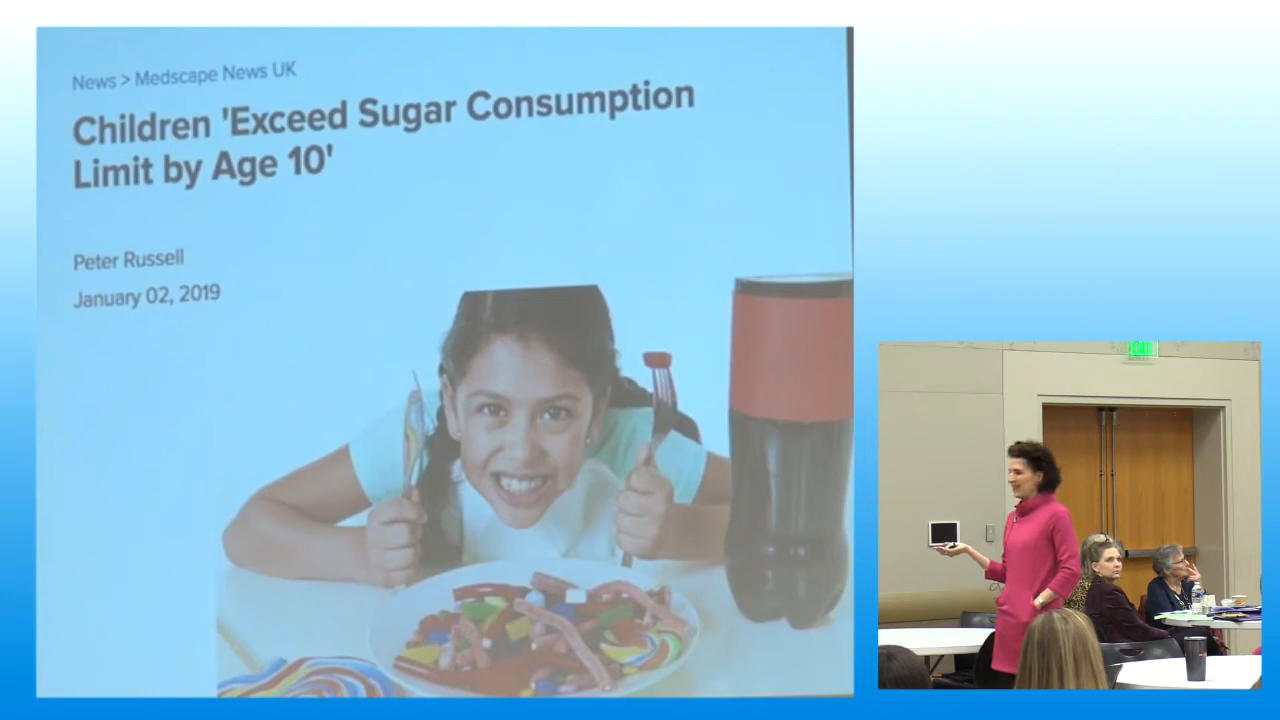 News > Medscape News UK
Children 'Exceed Sugar Consumption
Limit by Age 10'
Peter Russell
January 02, 2019
EXIT